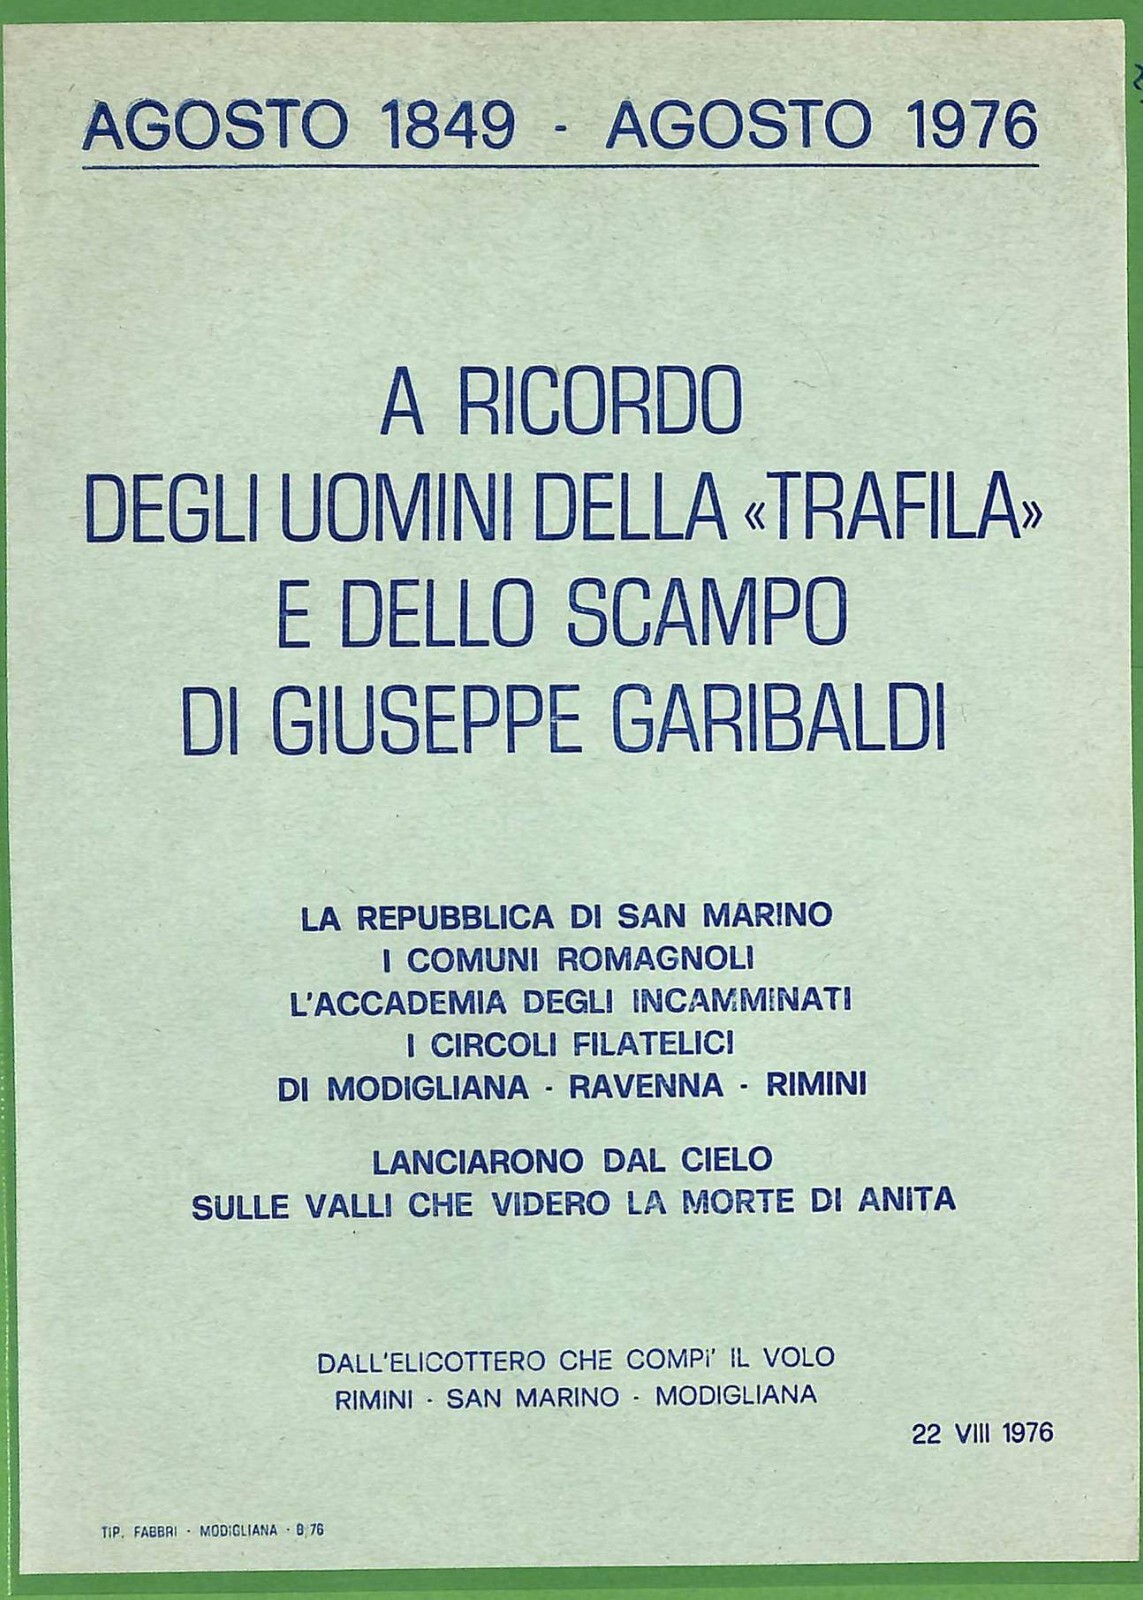 AGOSTO 1849 - AGOSTO 1976
A RICORDO
DEGLI UOMINI DELLA «TRAFILA»
E DELLO SCAMPO
DI GIUSEPPE GARIBALDI
LA REPUBBLICA DI SAN MARINO
I COMUNI ROMAGNOLI
L'ACCADEMIA DEGLI INCAMMINATI
I CIRCOLI FILATELICI
DI MODIGLIANA - RAVENNA - RIMINI
LANCIARONO DAL CIELO
SULLE VALLI CHE VIDERO LA MORTE DI ANITA
DALL'ELICOTTERO CHE COMPI' IL VOLO
RIMINI - SAN MARINO - MODIGLIANA
22 VIII 1976
TIP. FABBRI - MODIGLIANA - 8/76